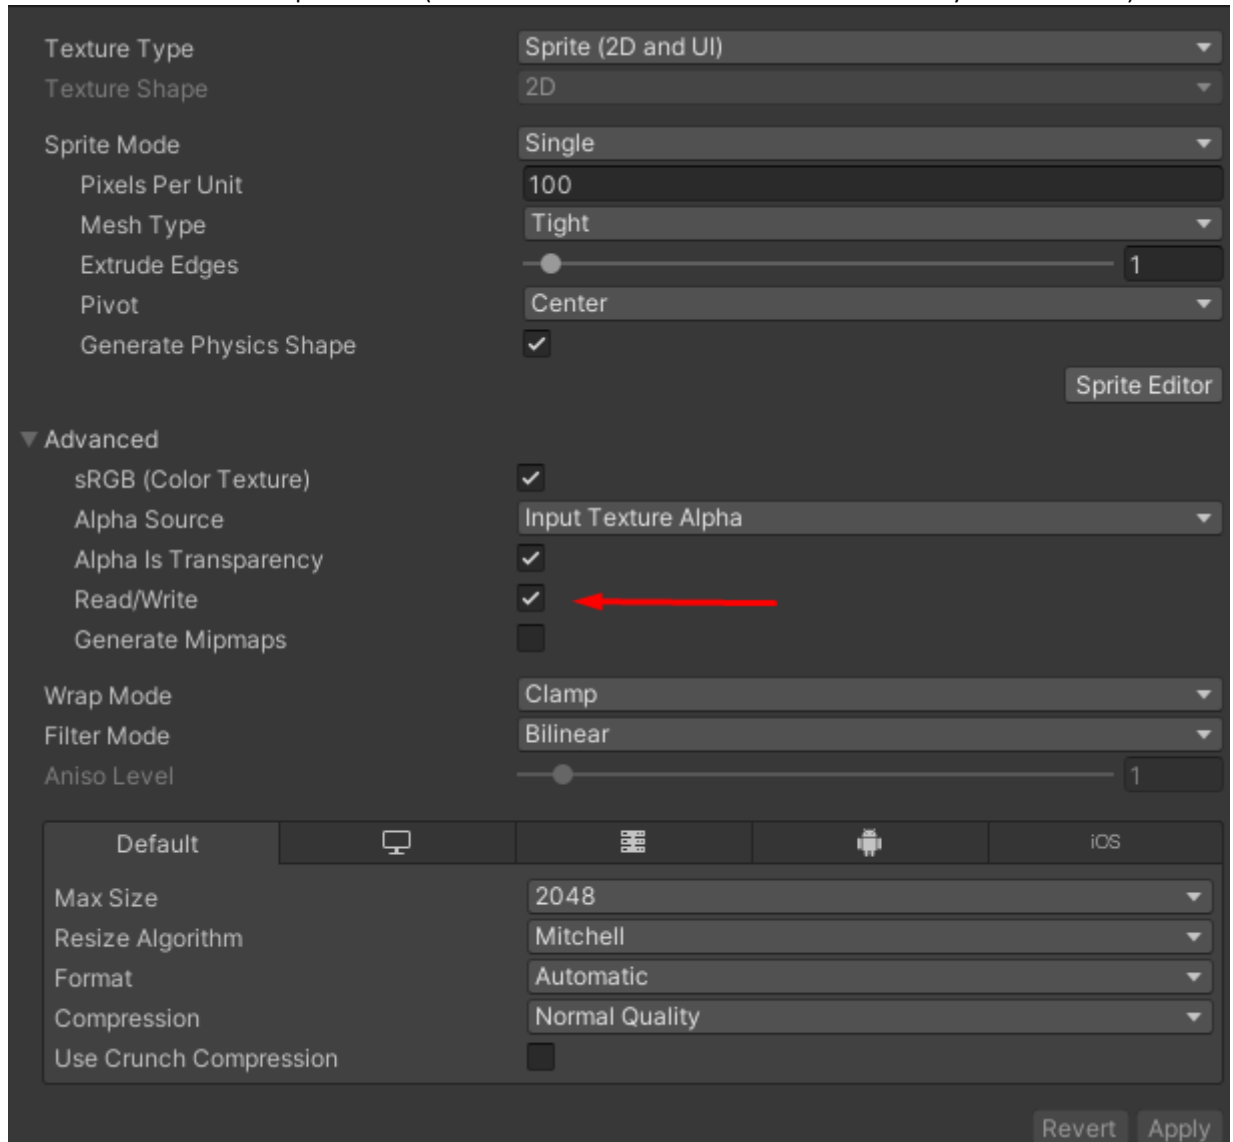 Texture Type Sprite (2D and UI)
Texture Shape 2D
Sprite Mode Single
Pixels Per Unit 100
Mesh Type Tight
Extrude Edges 1
Pivot Center
Generate Physics Shape
Sprite Editor
Advanced
sRGB (Color Texture)
Alpha Source Input Texture Alpha
Alpha Is Transparency
Read/Write
Generate Mipmaps
Wrap Mode Clamp
Filter Mode Bilinear
Aniso Level 1
Default iOS
Max Size 2048
Resize Algorithm Mitchell
Format Automatic
Compression Normal Quality
Use Crunch Compression
Revert Apply